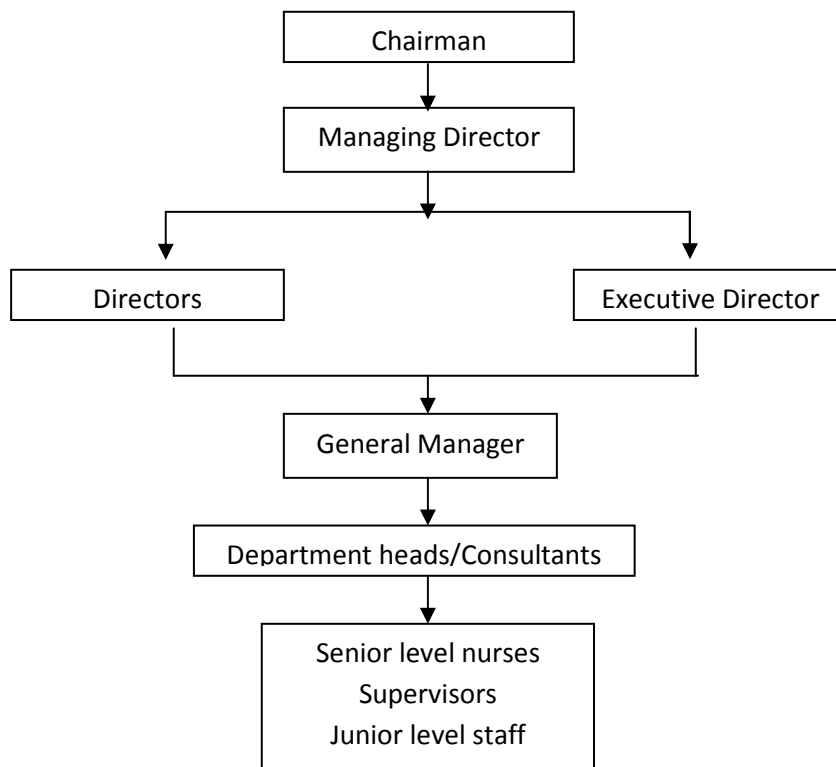 Chairman
Managing Director
Directors
Executive Director
General Manager
Department heads/Consultants
Senior level nurses
Supervisors
Junior level staff